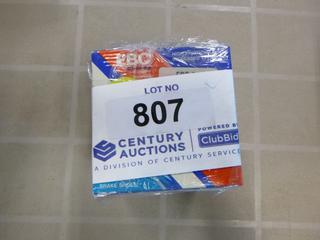 EBC
LOT NO
807
CENTURY
AUCTIONS
POWERED BY
ClubBid
A DIVISION OF CENTURY SERVICE
BRAKE SHOES